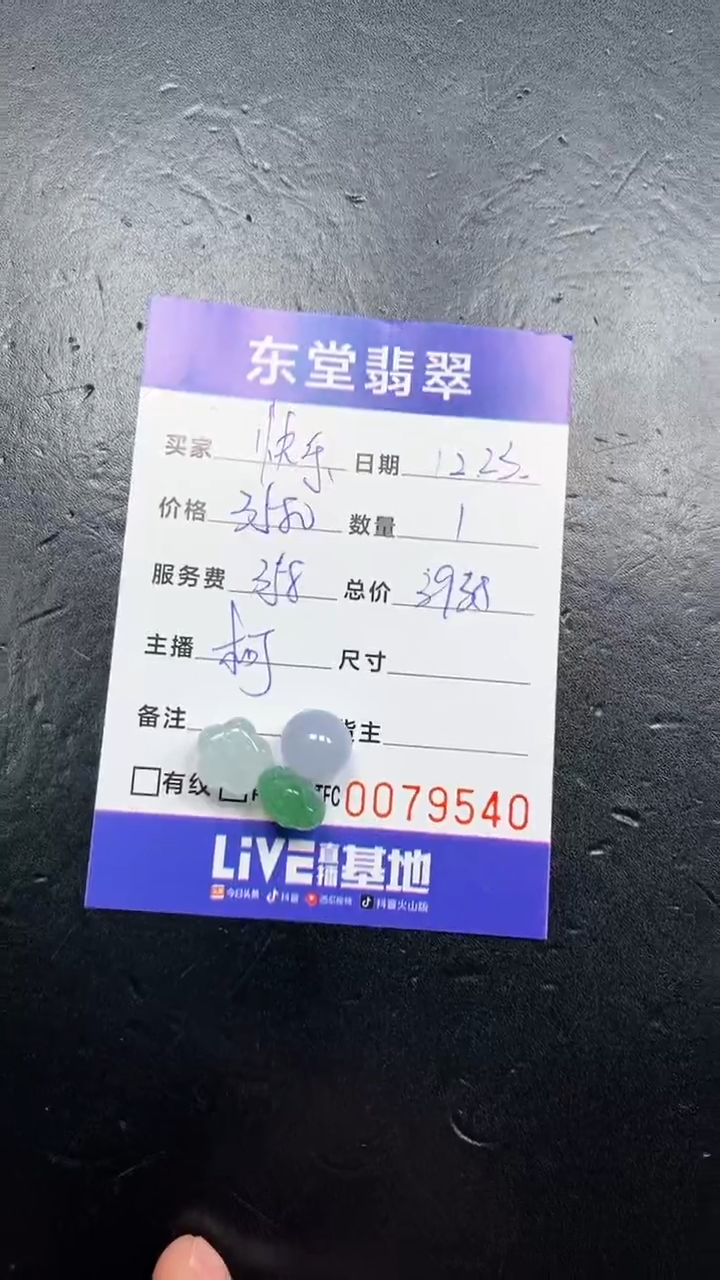 东堂翡翠
买家 快乐 日期 12.25.
价格 3580 数量 1
服务费 358 总价 3938
主播 柯 尺寸
备注 货主
有纹 TFC 0079540
LiVE直播基地
今日头条 抖音 西瓜视频 抖音火山版